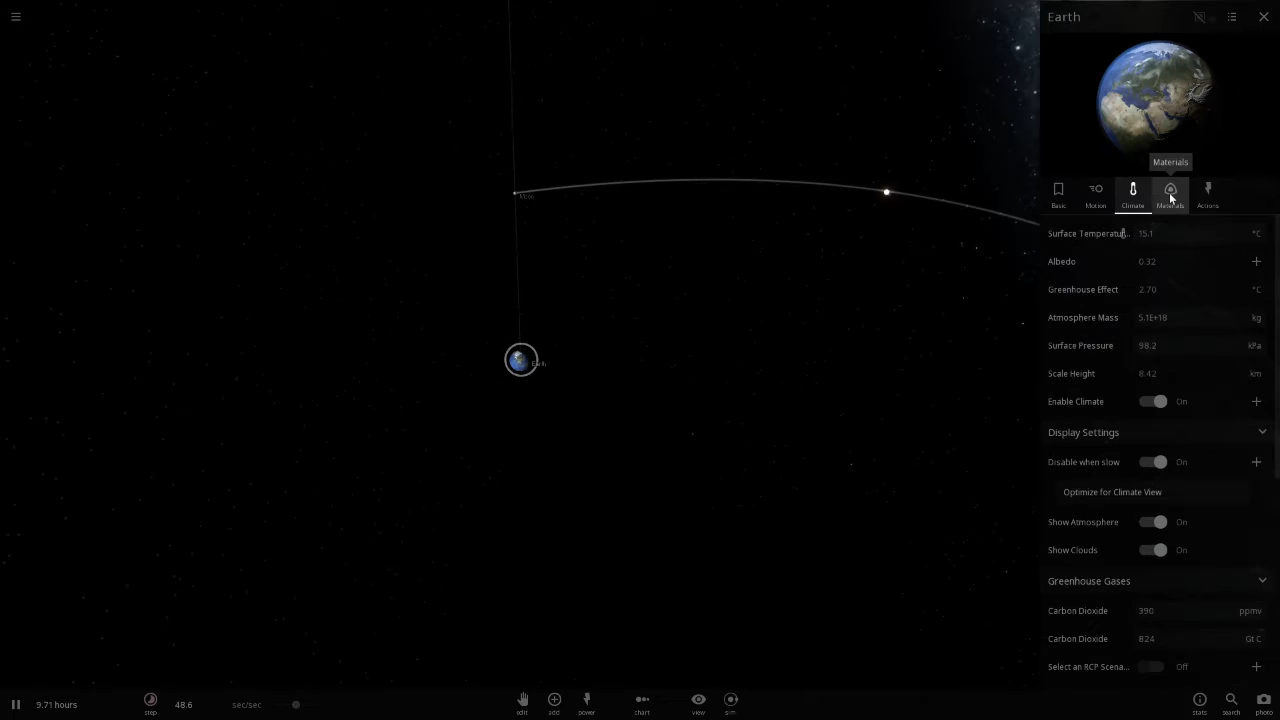 Earth
Materials
Basic Motion Climate Materials Actions
Surface Temperatur... 15.1 °C
Albedo 0.32
Greenhouse Effect 2.70 °C
Atmosphere Mass 5.1E+18 kg
Surface Pressure 98.2 kPa
Scale Height 8.42 km
Enable Climate On
Display Settings
Disable when slow On
Optimize for Climate View
Show Atmosphere On
Show Clouds On
Greenhouse Gases
Carbon Dioxide 390 ppmv
Carbon Dioxide 824 Gt C
Select an RCP Scena... Off
Moon
Earth
9.71 hours step 48.6 sec/sec edit add power chart view sim stats search photo